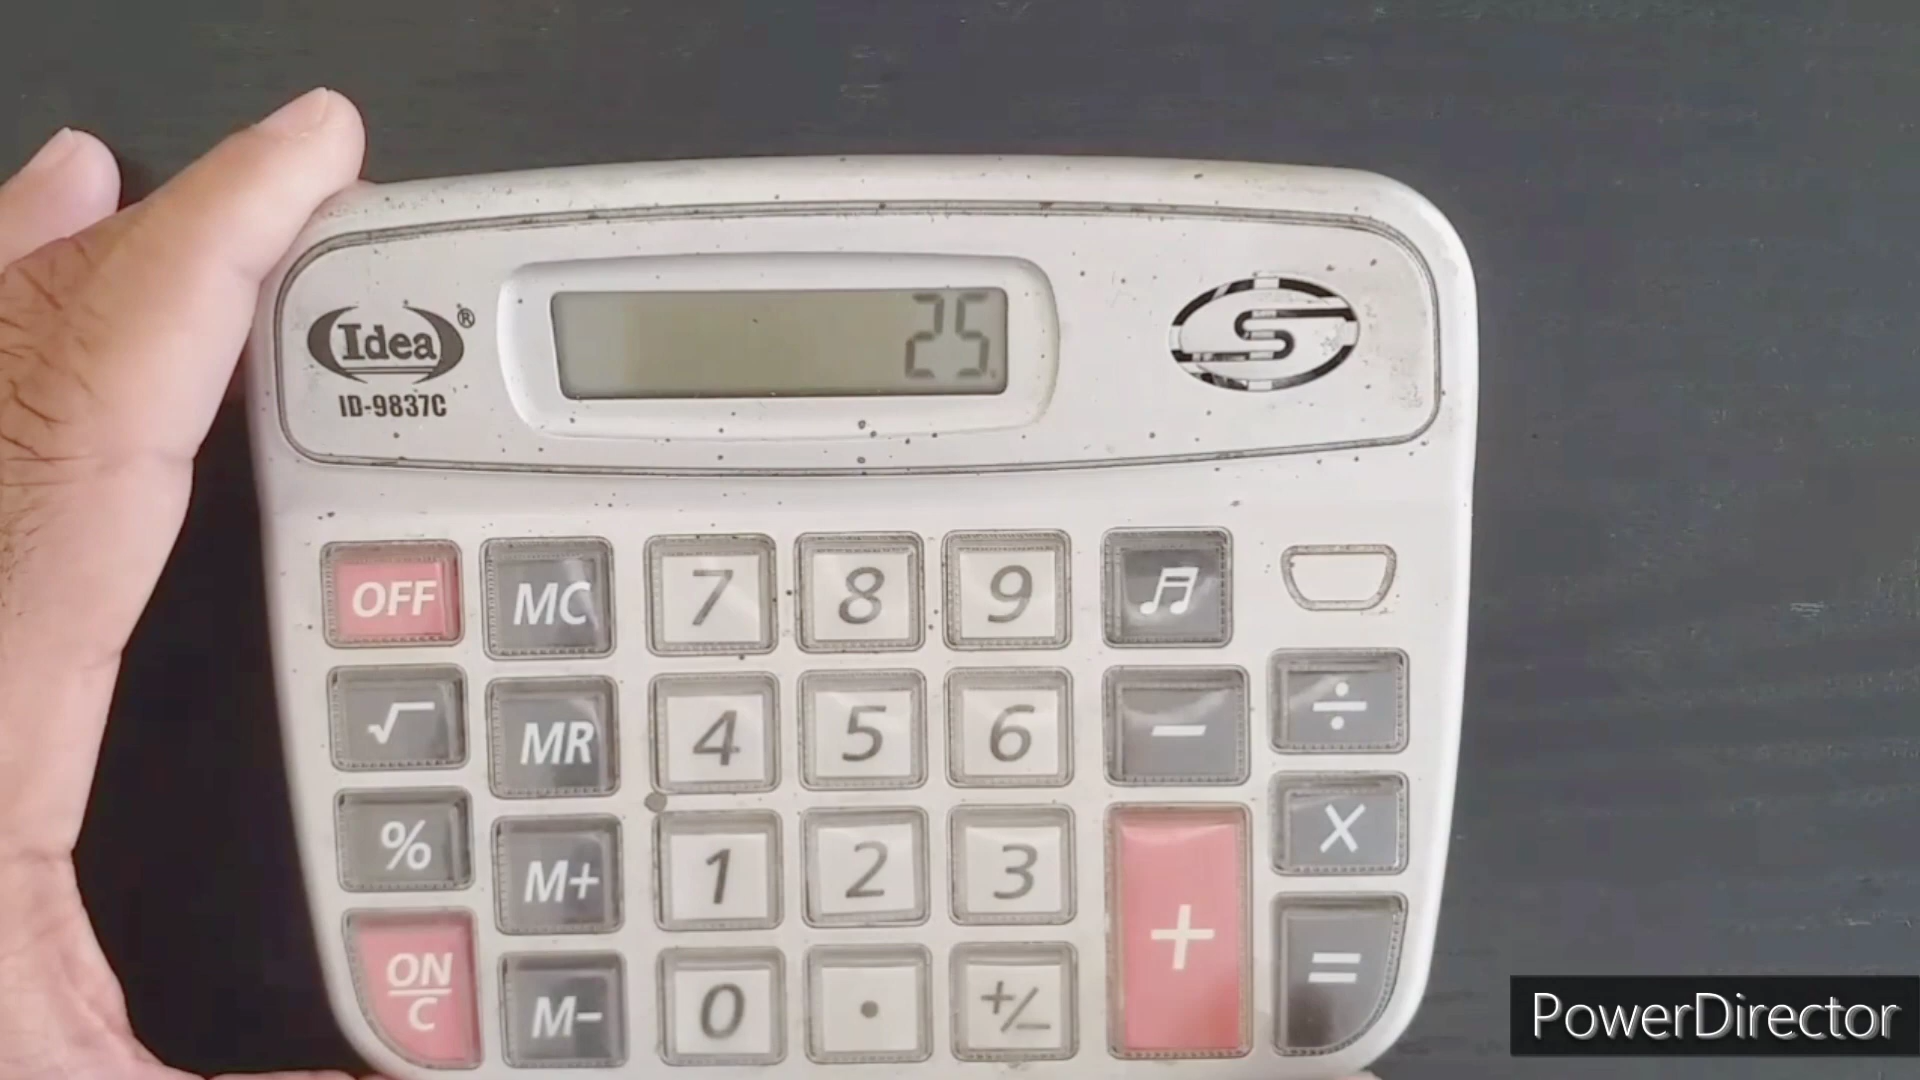 Idea®
ID-9837C
25.
S
OFF MC 7 8 9
√ MR 4 5 6 − ÷
% M+ 1 2 3 + X
ON/C M− 0 . +/− =
PowerDirector